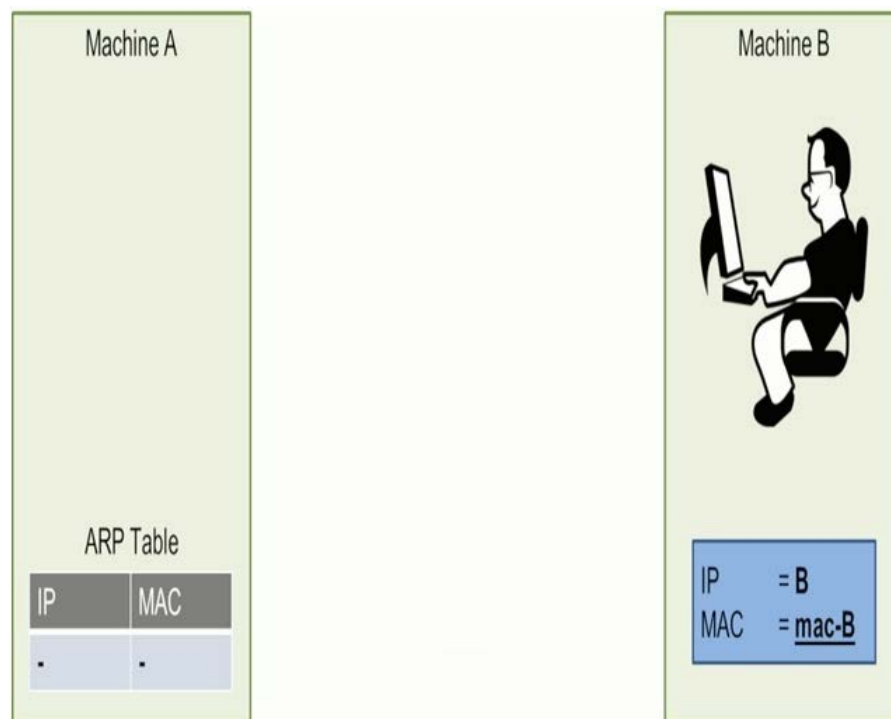 Machine A
ARP Table
IP MAC
- -
Machine B
IP = B
MAC = mac-B